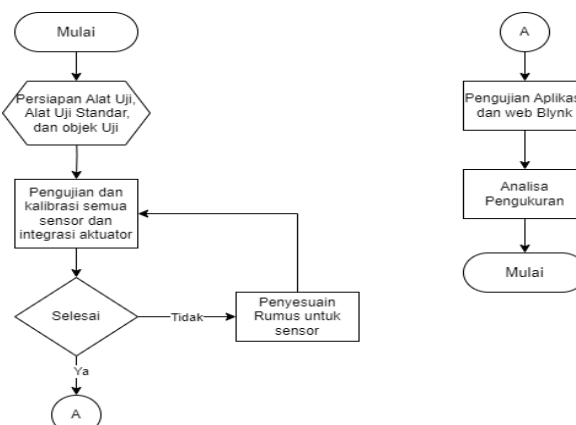 Mulai
Persiapan Alat Uji,
Alat Uji Standar,
dan objek Uji
Pengujian dan
kalibrasi semua
sensor dan
integrasi aktuator
Selesai
Tidak
Penyesuain
Rumus untuk
sensor
Ya
A
A
Pengujian Aplikas
dan web Blynk
Analisa
Pengukuran
Mulai